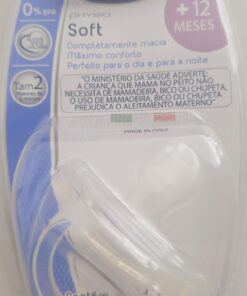 0% BPA
PHYSIO
Soft
+12
MESES
Completamente macia
Máximo conforto
Perfeito para o dia e para a noite
Tam 2
"O MINISTÉRIO DA SAÚDE ADVERTE:
A CRIANÇA QUE MAMA NO PEITO NÃO
NECESSITA DE MAMADEIRA, BICO OU CHUPETA.
O USO DE MAMADEIRA, BICO OU CHUPETA
PREJUDICA O ALEITAMENTO MATERNO"
MADE IN ITALY